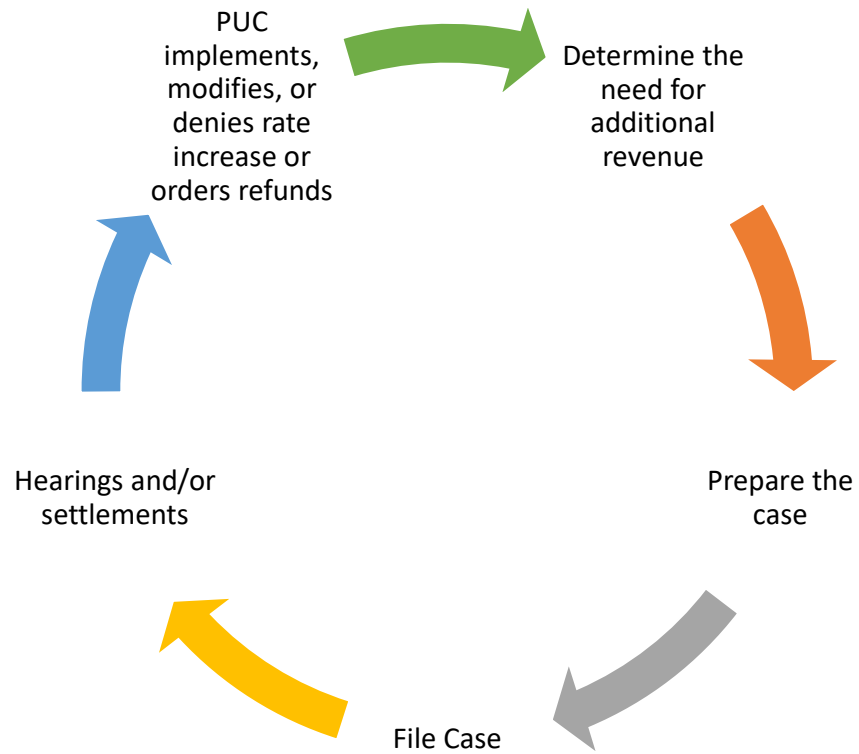 PUC
implements,
modifies, or
denies rate
increase or
orders refunds
Determine the
need for
additional
revenue
Prepare the
case
File Case
Hearings and/or
settlements